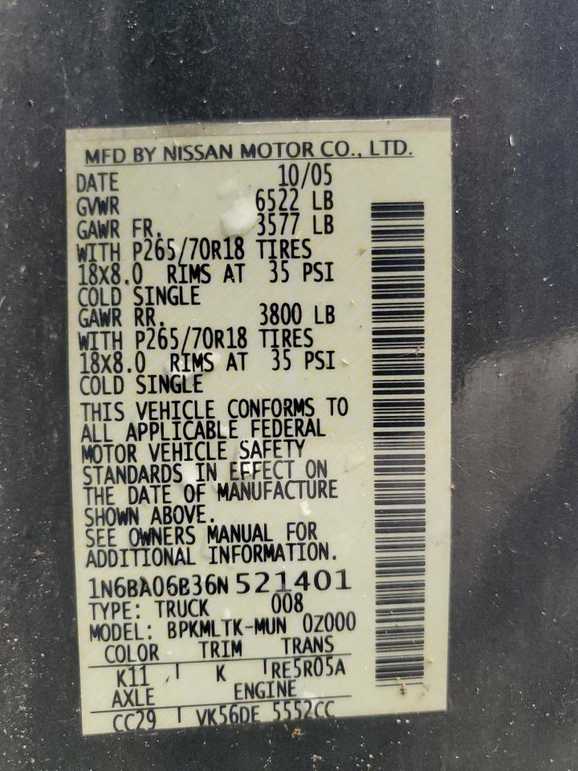 MFD BY NISSAN MOTOR CO., LTD.
DATE 10/05
GVWR 6522 LB
GAWR FR. 3577 LB
WITH P265/70R18 TIRES
18X8.0 RIMS AT 35 PSI
COLD SINGLE
GAWR RR. 3800 LB
WITH P265/70R18 TIRES
18X8.0 RIMS AT 35 PSI
COLD SINGLE
THIS VEHICLE CONFORMS TO
ALL APPLICABLE FEDERAL
MOTOR VEHICLE SAFETY
STANDARDS IN EFFECT ON
THE DATE OF MANUFACTURE
SHOWN ABOVE.
SEE OWNERS MANUAL FOR
ADDITIONAL INFORMATION.
1N6BA06B36N521401
TYPE: TRUCK 008
MODEL: BPKMLTK-MUN 0Z000
COLOR TRIM TRANS
K11 K RE5R05A
AXLE ENGINE
CC29 VK56DE 5552CC